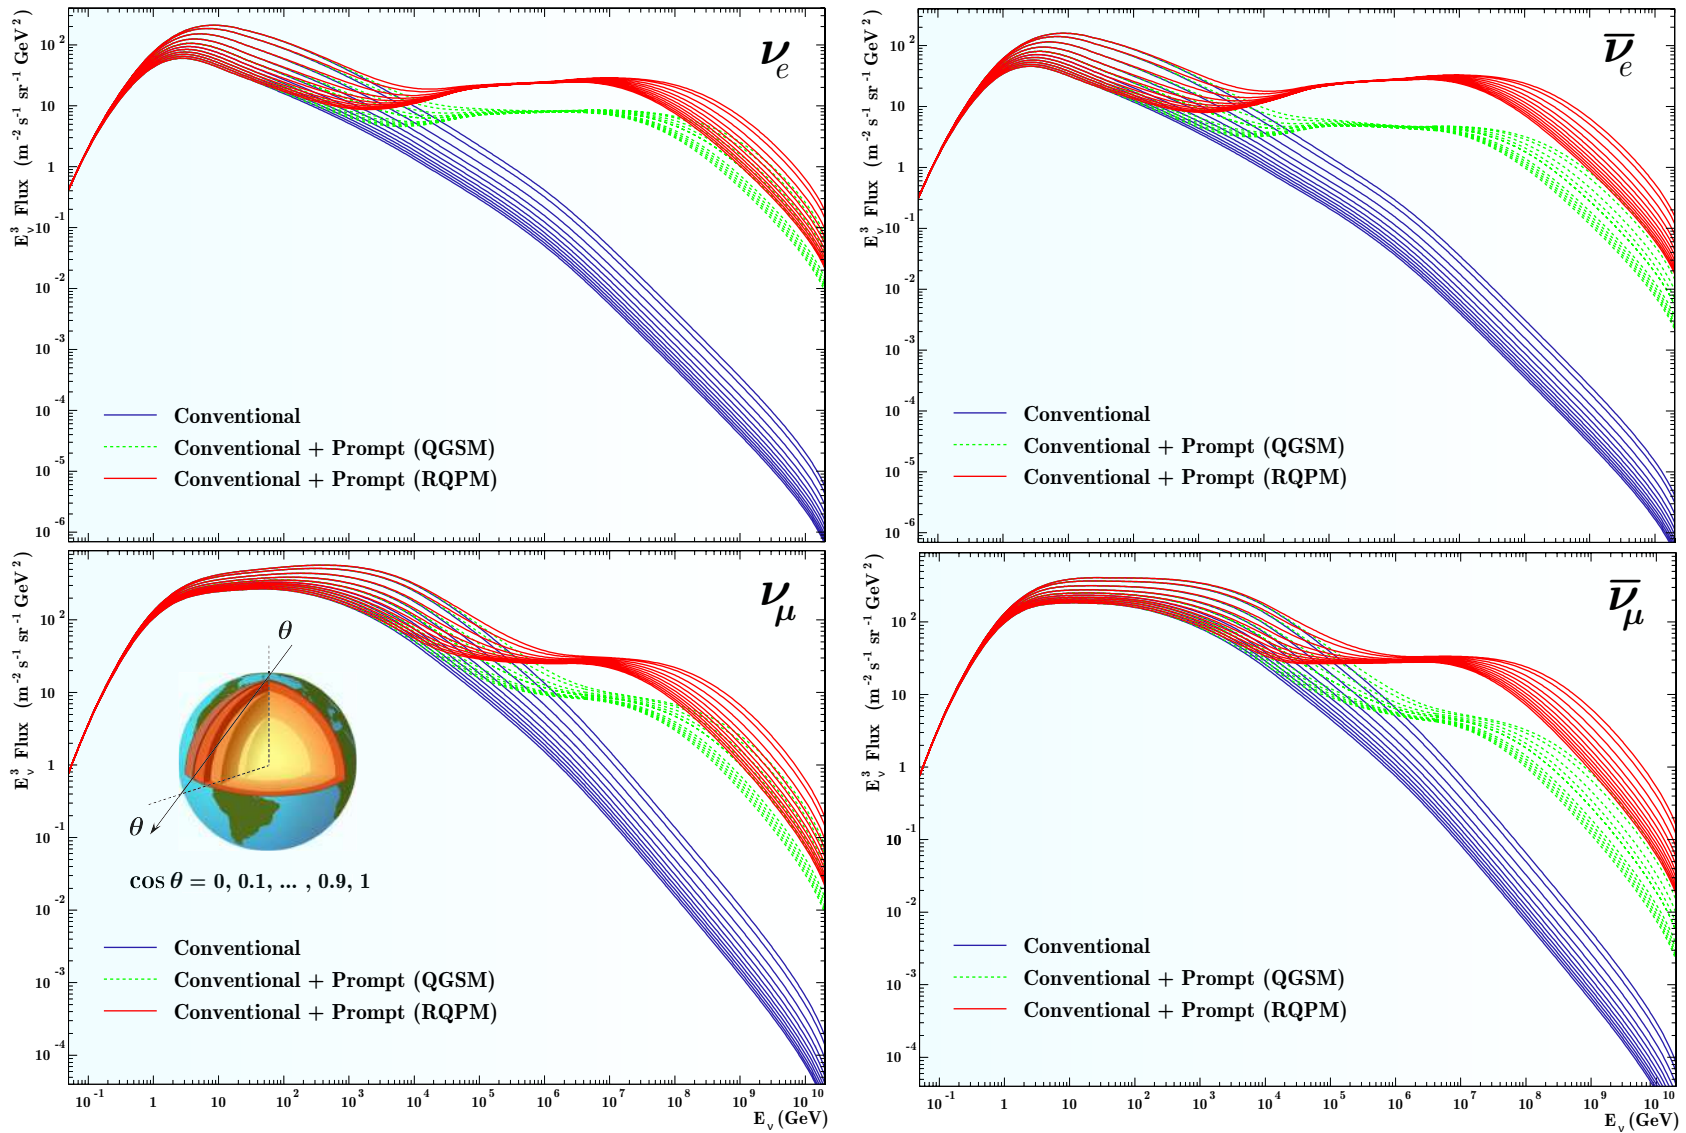 E_ν^3 Flux (m^-2 s^-1 sr^-1 GeV^2)
10^2
10
1
10^-1
10^-2
10^-3
10^-4
10^-5
10^-6
ν_e
Conventional
Conventional + Prompt (QGSM)
Conventional + Prompt (RQPM)
E_ν^3 Flux (m^-2 s^-1 sr^-1 GeV^2)
10^2
10
1
10^-1
10^-2
10^-3
10^-4
10^-5
10^-6
ν̅_e
Conventional
Conventional + Prompt (QGSM)
Conventional + Prompt (RQPM)
E_ν^3 Flux (m^-2 s^-1 sr^-1 GeV^2)
10^2
10
1
10^-1
10^-2
10^-3
10^-4
ν_μ
θ
θ
cos θ = 0, 0.1, ... , 0.9, 1
Conventional
Conventional + Prompt (QGSM)
Conventional + Prompt (RQPM)
10^-1 1 10 10^2 10^3 10^4 10^5 10^6 10^7 10^8 10^9 10^10
E_ν (GeV)
E_ν^3 Flux (m^-2 s^-1 sr^-1 GeV^2)
10^2
10
1
10^-1
10^-2
10^-3
10^-4
ν̅_μ
Conventional
Conventional + Prompt (QGSM)
Conventional + Prompt (RQPM)
10^-1 1 10 10^2 10^3 10^4 10^5 10^6 10^7 10^8 10^9 10^10
E_ν (GeV)